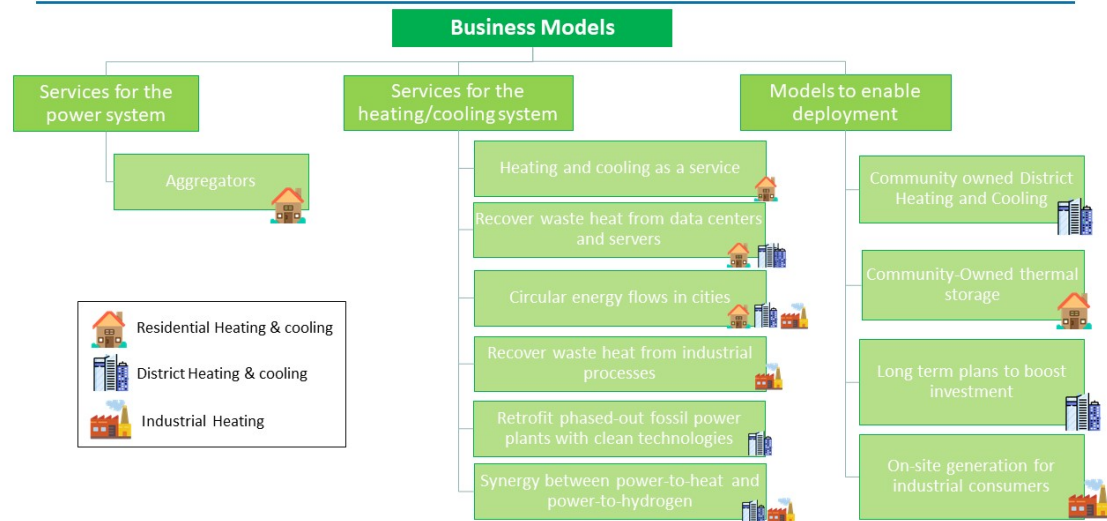 Business Models
Services for the
power system
Aggregators
Services for the
heating/cooling system
Heating and cooling as a service
Recover waste heat from data centers
and servers
Circular energy flows in cities
Recover waste heat from industrial
processes
Retrofit phased-out fossil power
plants with clean technologies
Synergy between power-to-heat and
power-to-hydrogen
Models to enable
deployment
Community owned District
Heating and Cooling
Community-Owned thermal
storage
Long term plans to boost
investment
On-site generation for
industrial consumers
Residential Heating & cooling
District Heating & cooling
Industrial Heating